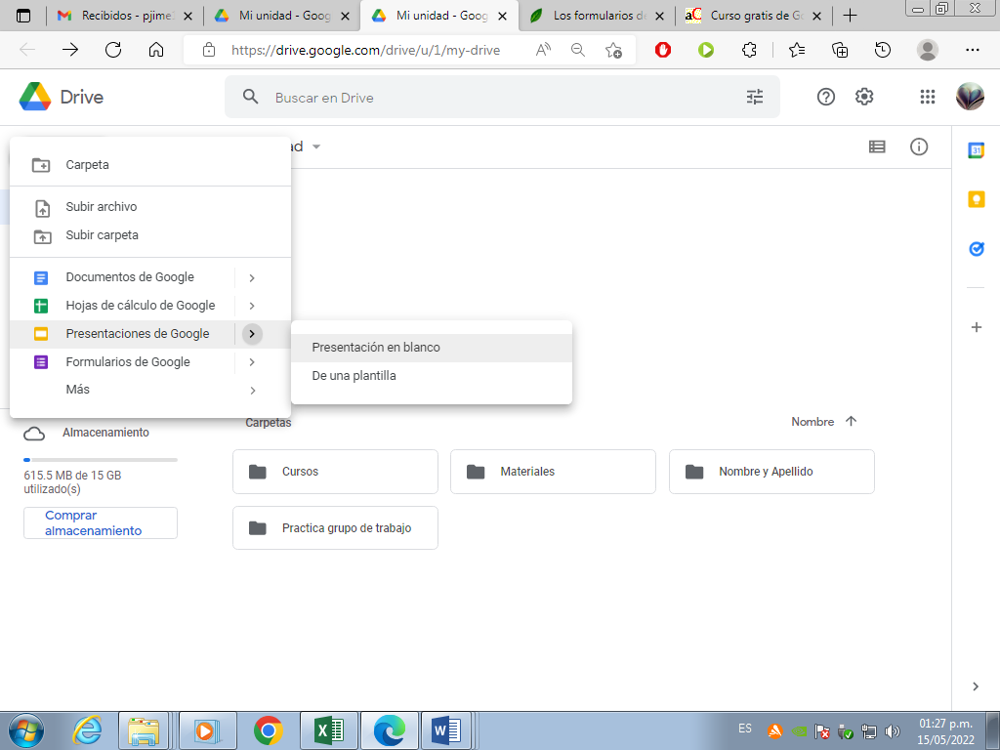 Recibidos - pjime
Mi unidad - Goog
Mi unidad - Goog
Los formularios de
Curso gratis de Go
https://drive.google.com/drive/u/1/my-drive
Drive
Buscar en Drive
ad
Carpeta
Subir archivo
Subir carpeta
Documentos de Google
Hojas de cálculo de Google
Presentaciones de Google
Formularios de Google
Más
Presentación en blanco
De una plantilla
Carpetas
Nombre
Almacenamiento
615.5 MB de 15 GB
utilizado(s)
Comprar
almacenamiento
Cursos
Materiales
Nombre y Apellido
Practica grupo de trabajo
ES
01:27 p.m.
15/05/2022